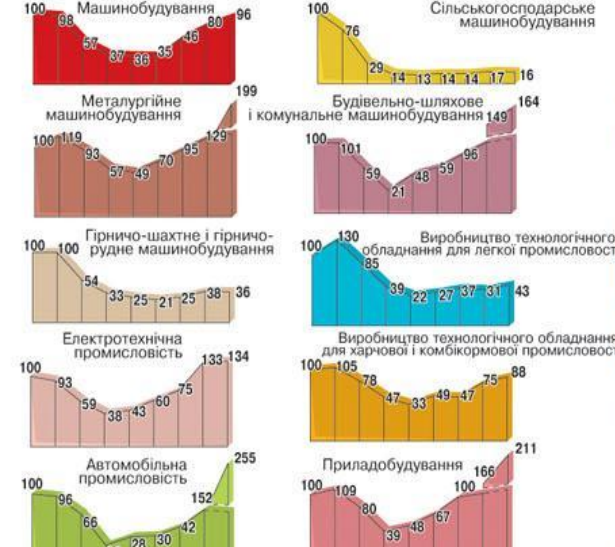 Машинобудування
100 98 57 37 36 35 46 80 96
Сільськогосподарське
машинобудування
100 76 29 14 13 14 14 17 16
Металургійне
машинобудування
100 119 93 57 49 70 95 129 199
Будівельно-шляхове
і комунальне машинобудування
100 101 59 21 48 59 96 149 164
Гірничо-шахтне і гірничо-
рудне машинобудування
100 100 54 33 25 21 25 38 36
Виробництво технологічного
обладнання для легкої промисловост
100 130 85 39 22 27 37 31 43
Електротехнічна
промисловість
100 93 59 38 43 60 75 133 134
Виробництво технологічного обладнання
для харчової і комбікормової промисловост
100 105 78 47 33 49 47 75 88
Автомобільна
промисловість
100 96 66 28 30 42 152 255
Приладобудування
100 109 80 39 48 67 100 166 211